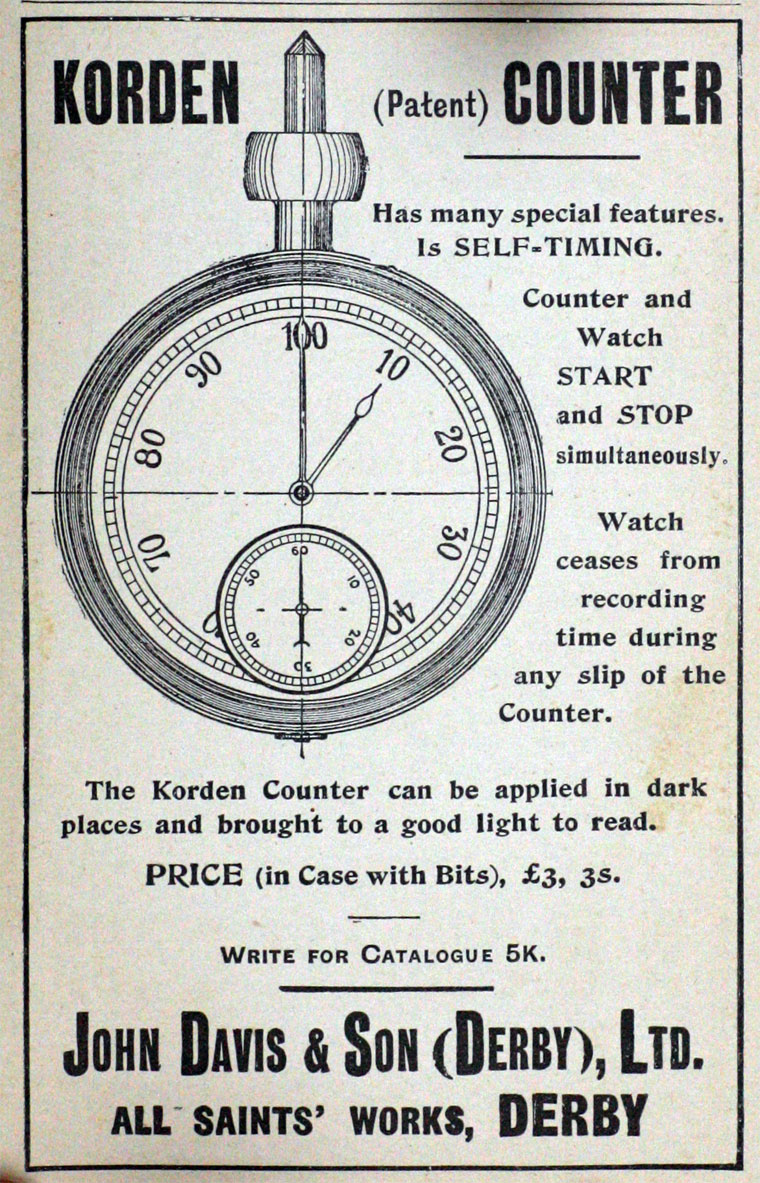 KORDEN (Patent) COUNTER
Has many special features.
Is SELF-TIMING.
Counter and
Watch
START
and STOP
simultaneously.
Watch
ceases from
recording
time during
any slip of the
Counter.
100
10
20
30
40
70
80
90
60
10
20
30
40
50
The Korden Counter can be applied in dark
places and brought to a good light to read.
PRICE (in Case with Bits), £3, 3s.
WRITE FOR CATALOGUE 5K.
JOHN DAVIS & SON (DERBY), LTD.
ALL SAINTS' WORKS, DERBY